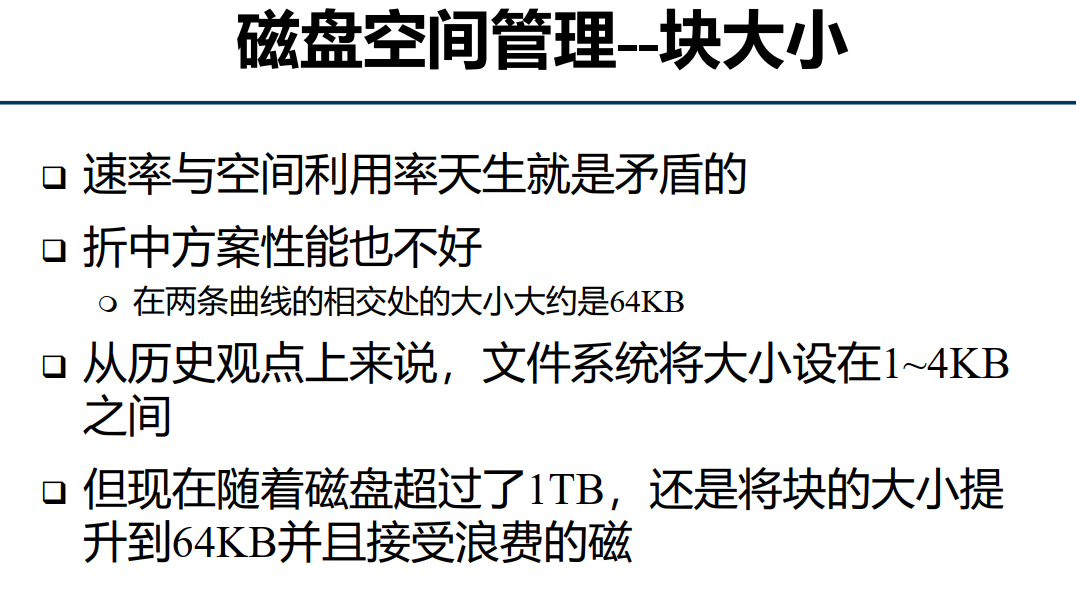 磁盘空间管理--块大小
速率与空间利用率天生就是矛盾的
折中方案性能也不好
在两条曲线的相交处的大小大约是64KB
从历史观点上来说，文件系统将大小设在1~4KB
之间
但现在随着磁盘超过了1TB，还是将块的大小提
升到64KB并且接受浪费的磁